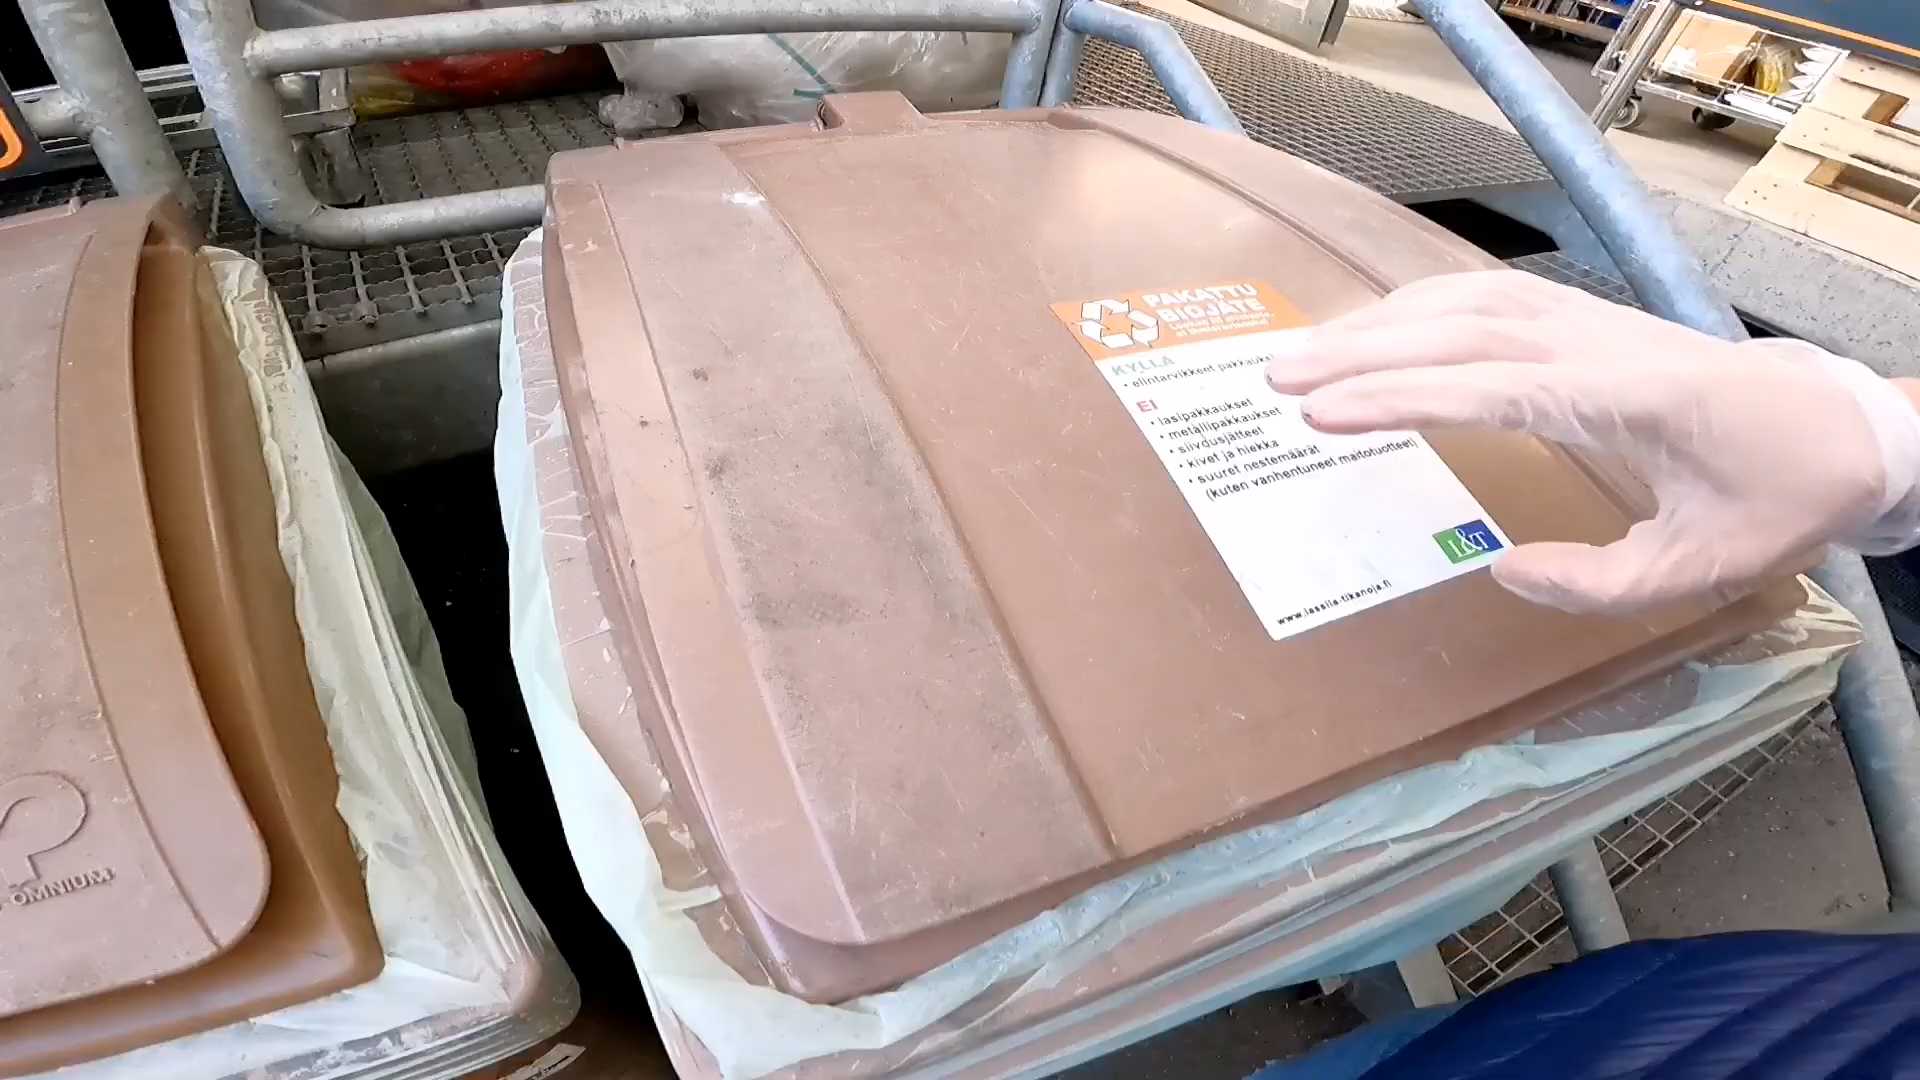 PAKATTU
BIOJÄTE
KYLLÄ
• elintarvikkeet
EI
• lasipakkaukset
• metallipakkaukset
• siivousjätteet
• kivet ja hiekka
• suuret nestemäärät
(kuten vanhentuneet maitotuotteet)
L&T
www.lassila-tikanoja.fi
OMNIUM